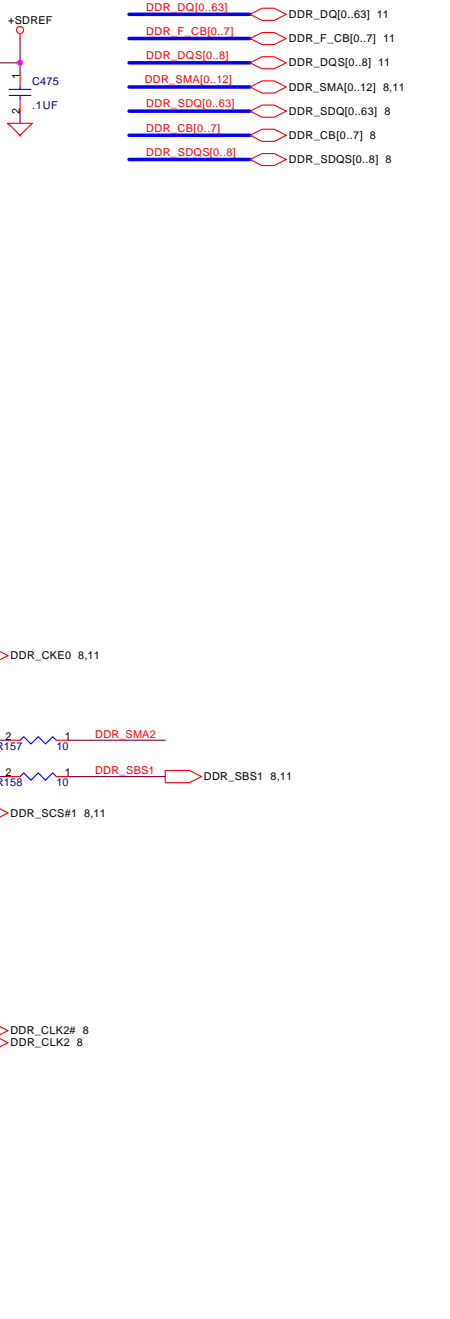 +SDREF
1
C475
.1UF
2
DDR_DQ[0..63] DDR_DQ[0..63] 11
DDR_F_CB[0..7] DDR_F_CB[0..7] 11
DDR_DQS[0..8] DDR_DQS[0..8] 11
DDR_SMA[0..12] DDR_SMA[0..12] 8,11
DDR_SDQ[0..63] DDR_SDQ[0..63] 8
DDR_CB[0..7] DDR_CB[0..7] 8
DDR_SDQS[0..8] DDR_SDQS[0..8] 8
DDR_CKE0 8,11
2 1 DDR_SMA2
R157 10
2 1 DDR_SBS1 DDR_SBS1 8,11
R158 10
DDR_SCS#1 8,11
DDR_CLK2# 8
DDR_CLK2 8